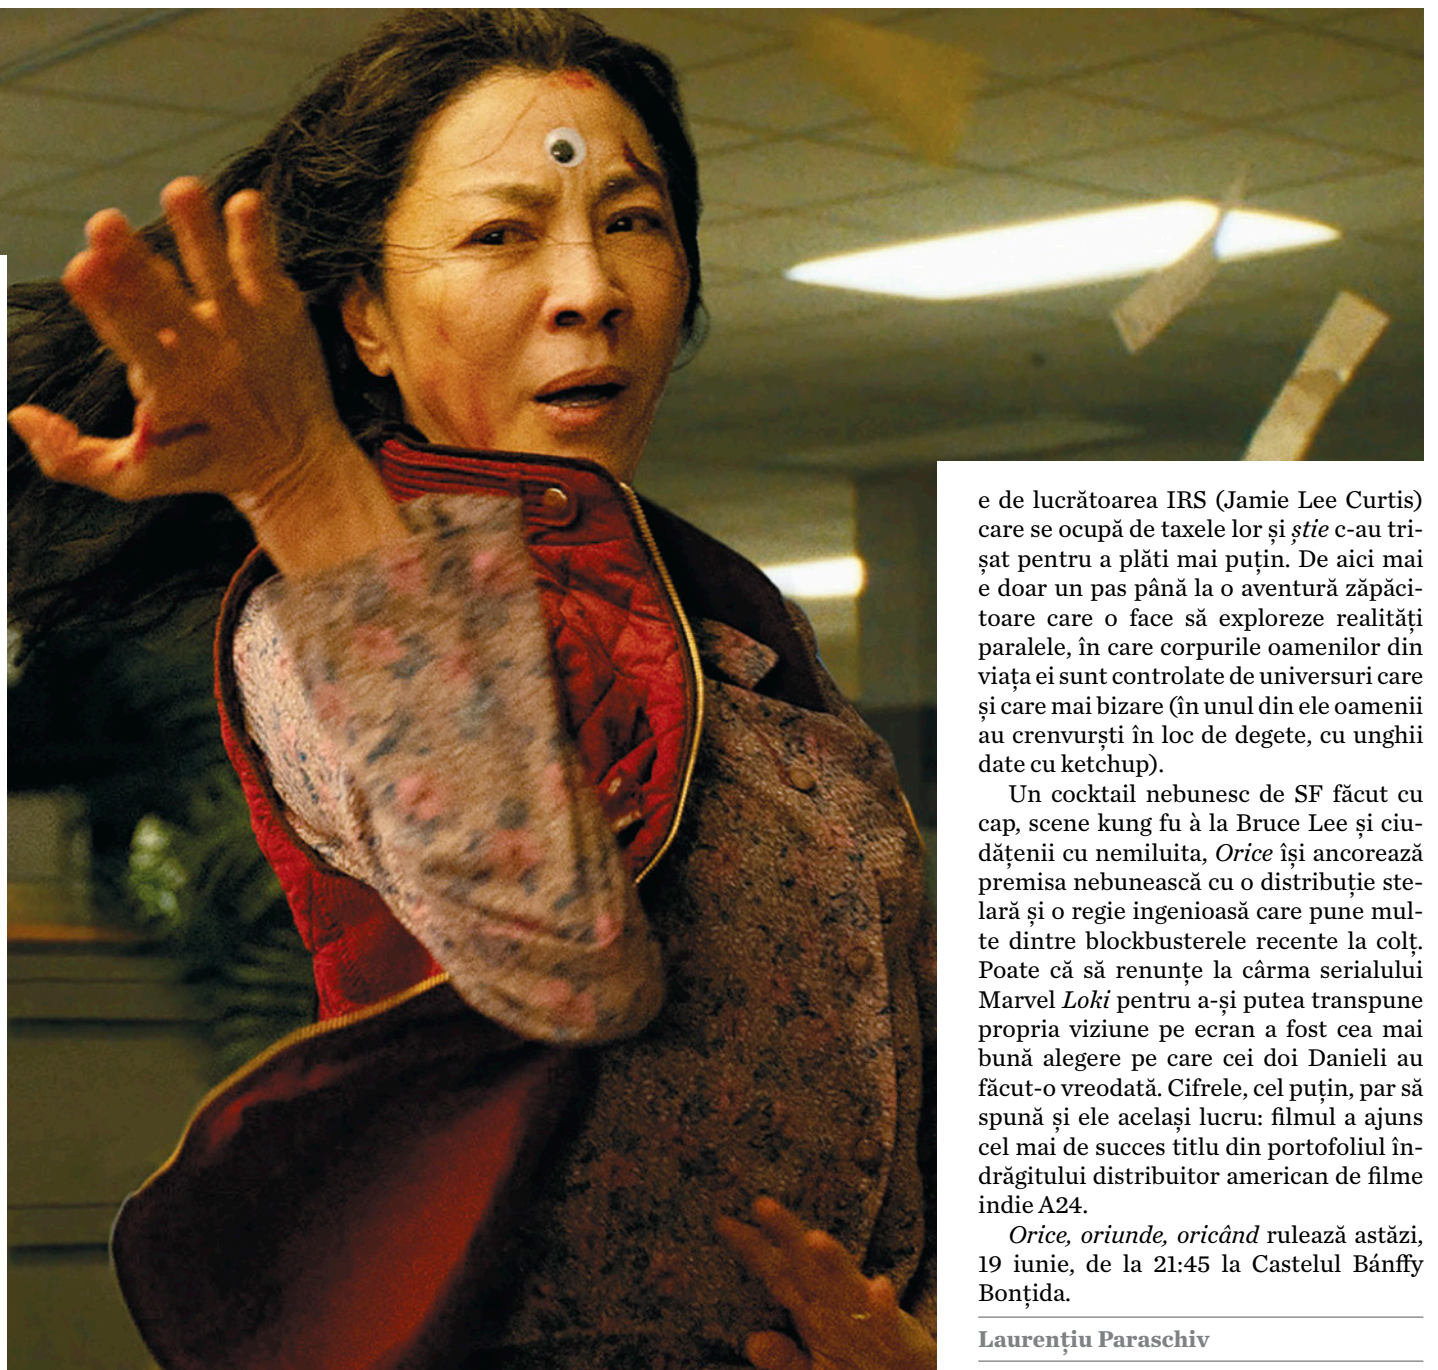 e de lucrătoarea IRS (Jamie Lee Curtis)
care se ocupă de taxele lor și știe c-au tri-
șat pentru a plăti mai puțin. De aici mai
e doar un pas până la o aventură zăpăci-
toare care o face să exploreze realități
paralele, în care corpurile oamenilor din
viața ei sunt controlate de universuri care
și care mai bizare (în unul din ele oamenii
au crenvurști în loc de degete, cu unghii
date cu ketchup).
Un cocktail nebunesc de SF făcut cu
cap, scene kung fu à la Bruce Lee și ciu-
dățenii cu nemiluita, Orice își ancorează
premisa nebunească cu o distribuție ste-
lară și o regie ingenioasă care pune mul-
te dintre blockbusterele recente la colț.
Poate că să renunțe la cârma serialului
Marvel Loki pentru a-și putea transpune
propria viziune pe ecran a fost cea mai
bună alegere pe care cei doi Danieli au
făcut-o vreodată. Cifrele, cel puțin, par să
spună și ele același lucru: filmul a ajuns
cel mai de succes titlu din portofoliul în-
drăgitului distribuitor american de filme
indie A24.
Orice, oriunde, oricând rulează astăzi,
19 iunie, de la 21:45 la Castelul Bánffy
Bonțida.
Laurențiu Paraschiv